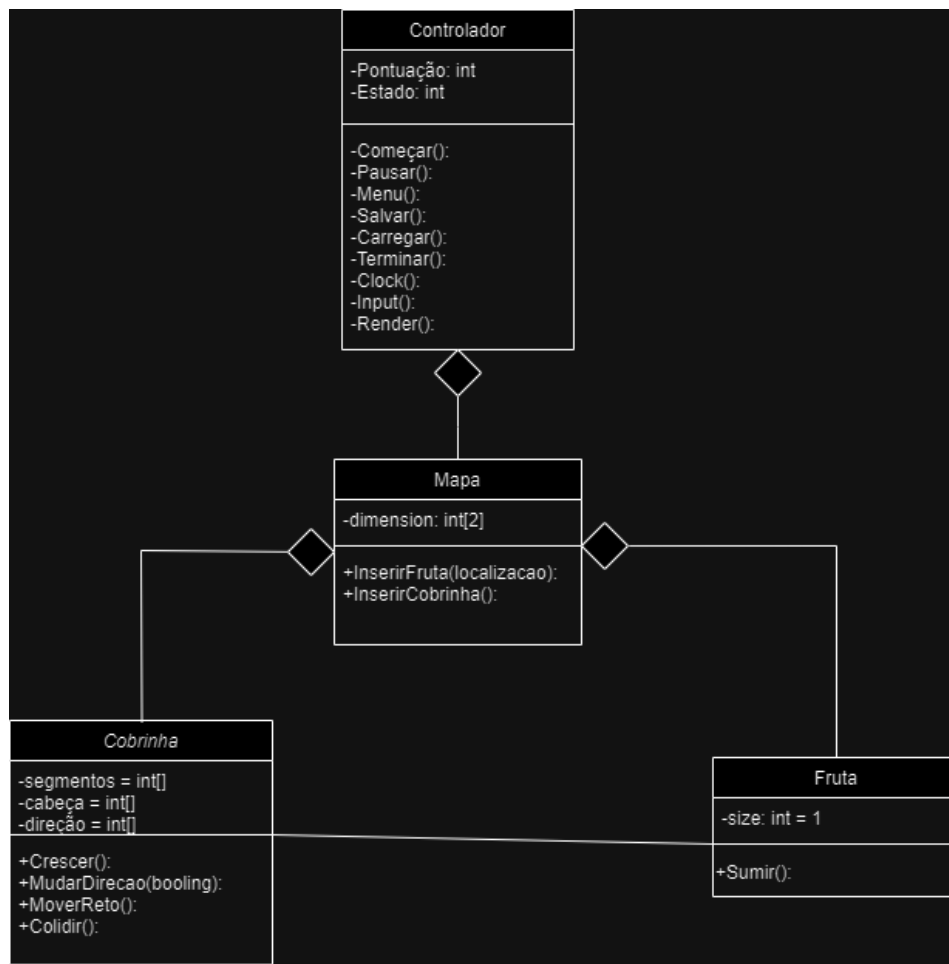 Controlador
-Pontuação: int
-Estado: int
-Começar():
-Pausar():
-Menu():
-Salvar():
-Carregar():
-Terminar():
-Clock():
-Input():
-Render():
Mapa
-dimension: int[2]
+InserirFruta(localizacao):
+InserirCobrinha():
Cobrinha
-segmentos = int[]
-cabeça = int[]
-direção = int[]
+Crescer():
+MudarDirecao(booling):
+MoverReto():
+Colidir():
Fruta
-size: int = 1
+Sumir():